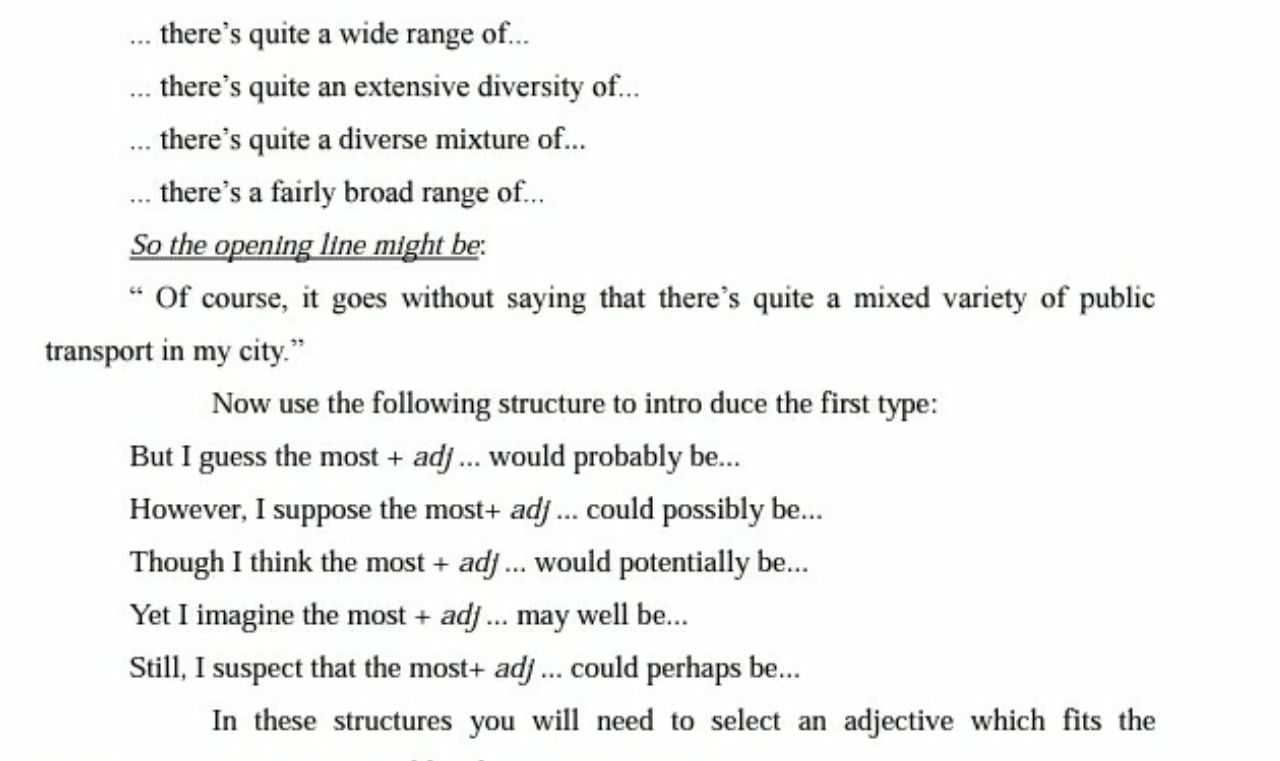 ... there’s quite a wide range of...
... there’s quite an extensive diversity of...
... there’s quite a diverse mixture of...
... there’s a fairly broad range of...
So the opening line might be:
“ Of course, it goes without saying that there’s quite a mixed variety of public
transport in my city.”
Now use the following structure to intro duce the first type:
But I guess the most + adj ... would probably be...
However, I suppose the most+ adj ... could possibly be...
Though I think the most + adj ... would potentially be...
Yet I imagine the most + adj ... may well be...
Still, I suspect that the most+ adj ... could perhaps be...
In these structures you will need to select an adjective which fits the